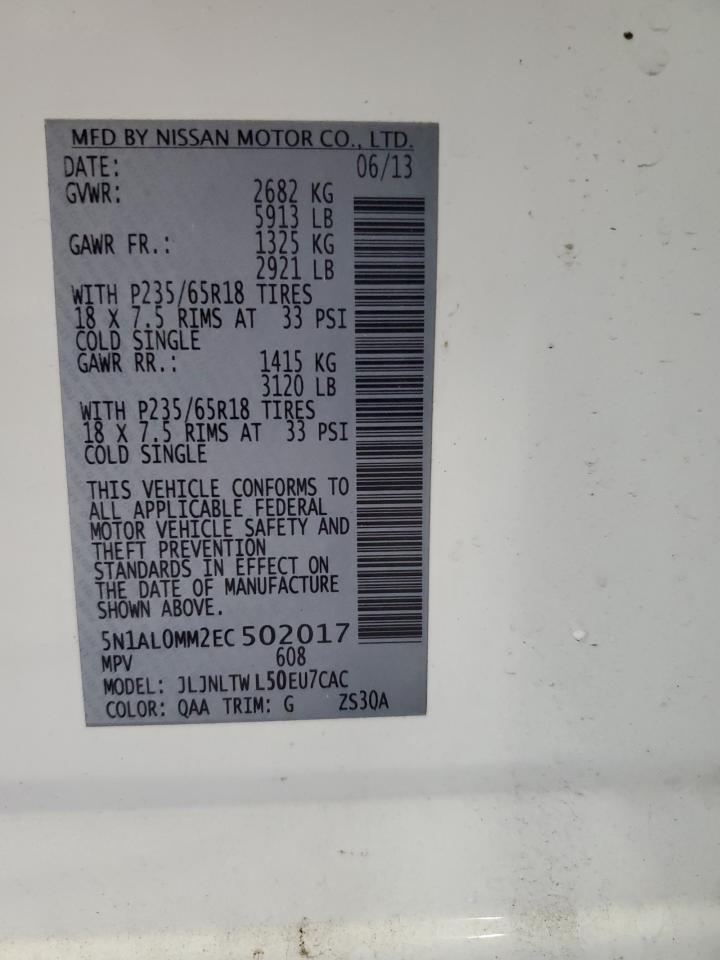 MFD BY NISSAN MOTOR CO., LTD.
DATE: 06/13
GVWR: 2682 KG
5913 LB
GAWR FR.: 1325 KG
2921 LB
WITH P235/65R18 TIRES
18 X 7.5 RIMS AT 33 PSI
COLD SINGLE
GAWR RR.: 1415 KG
3120 LB
WITH P235/65R18 TIRES
18 X 7.5 RIMS AT 33 PSI
COLD SINGLE
THIS VEHICLE CONFORMS TO
ALL APPLICABLE FEDERAL
MOTOR VEHICLE SAFETY AND
THEFT PREVENTION
STANDARDS IN EFFECT ON
THE DATE OF MANUFACTURE
SHOWN ABOVE.
5N1AL0MM2EC 502017
MPV 608
MODEL: JLJNLTW L50EU7CAC
COLOR: QAA TRIM: G ZS30A